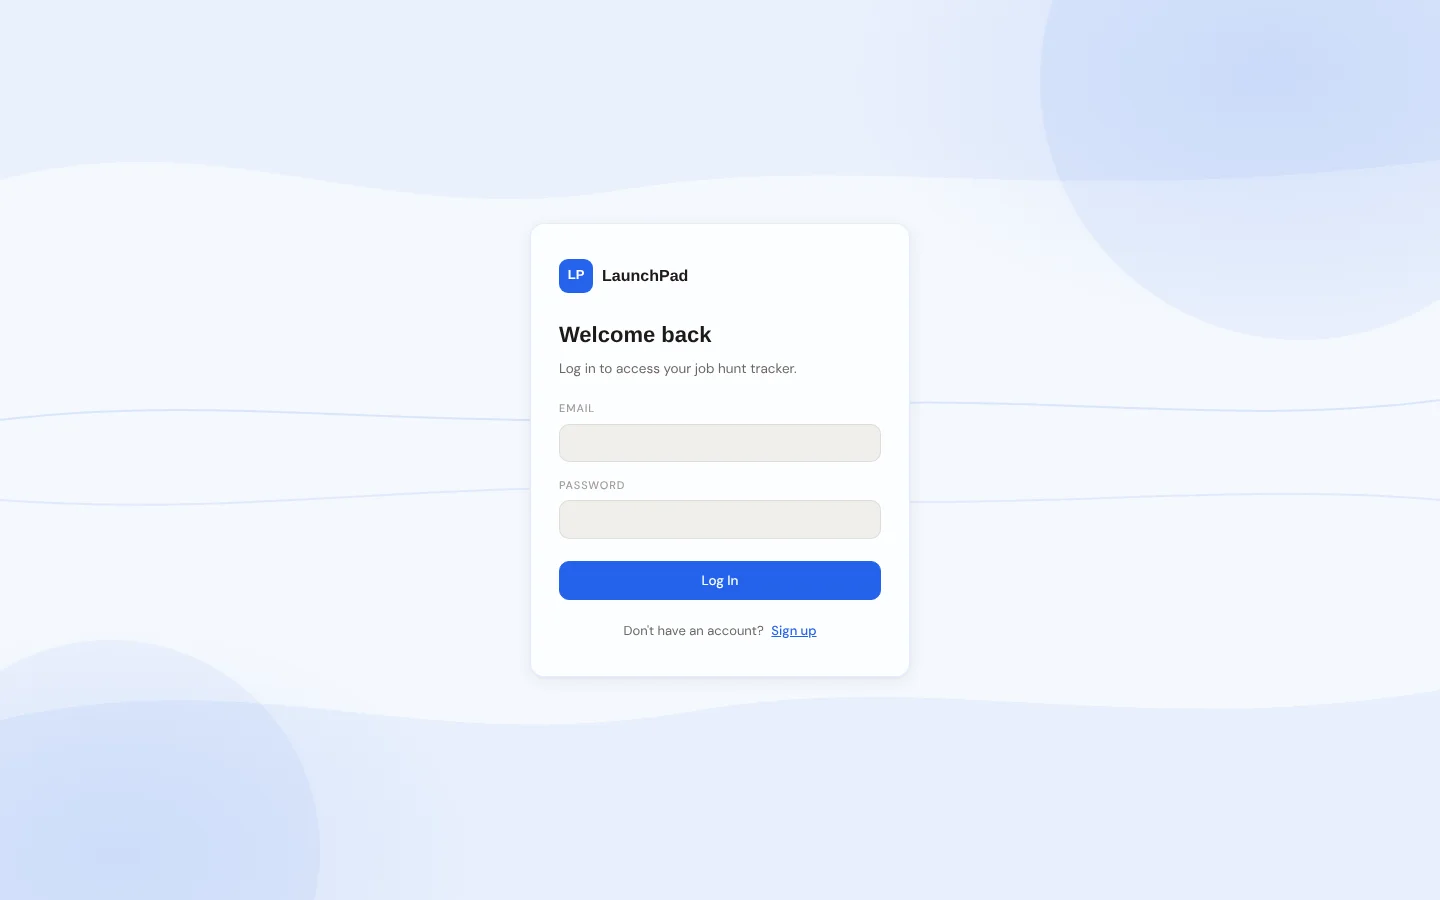 LP LaunchPad
Welcome back
Log in to access your job hunt tracker.
EMAIL
PASSWORD
Log In
Don't have an account? Sign up